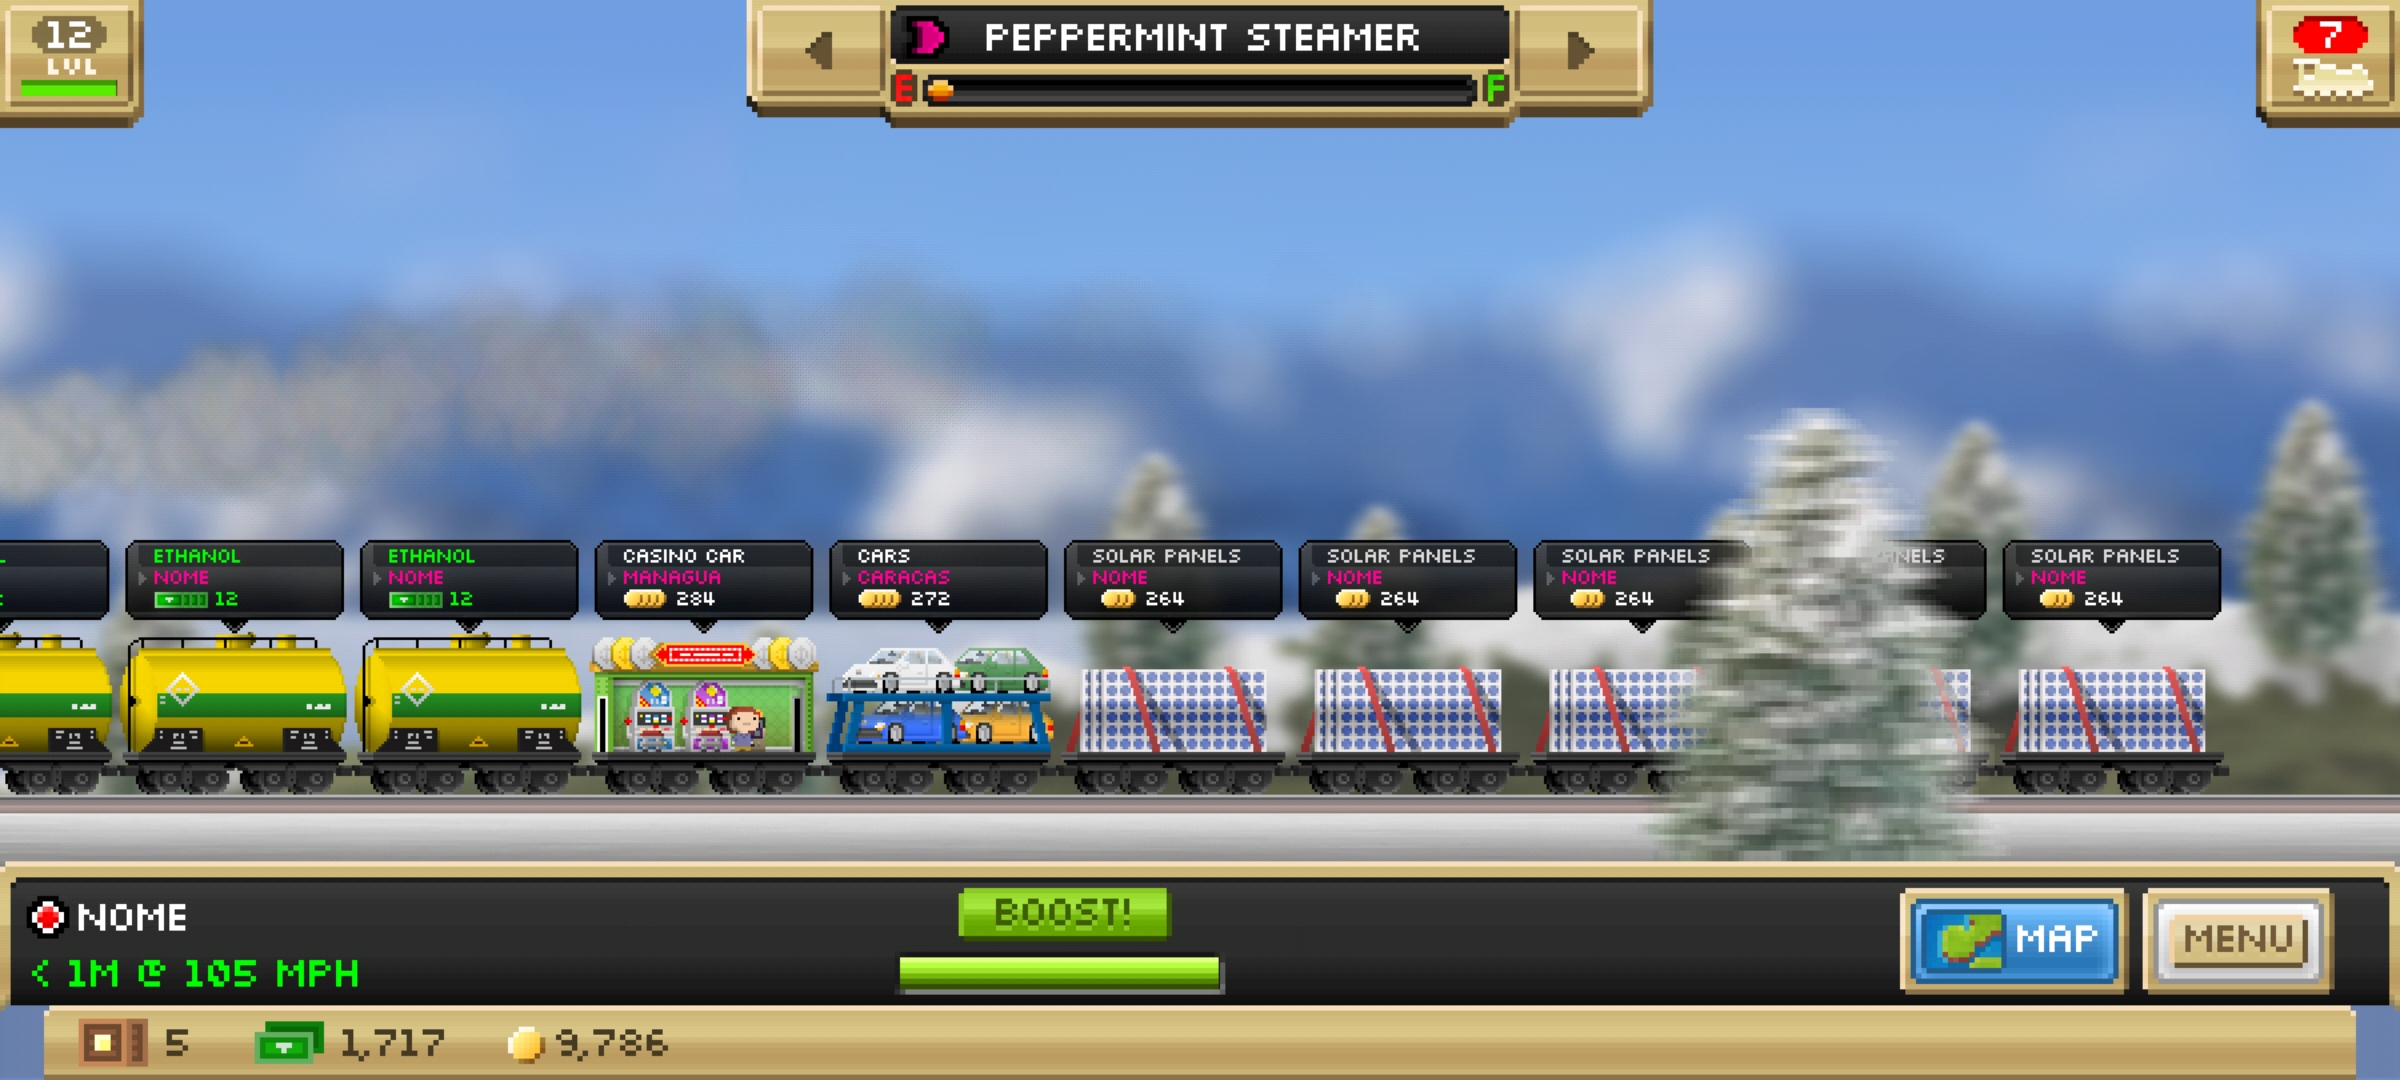 12
LVL
PEPPERMINT STEAMER
E
F
7
ETHANOL
NOME
12
ETHANOL
NOME
12
CASINO CAR
MANAGUA
284
CARS
CARACAS
272
SOLAR PANELS
NOME
264
SOLAR PANELS
NOME
264
SOLAR PANELS
NOME
264
SOLAR PANELS
NOME
264
NOME
< 1M @ 105 MPH
BOOST!
MAP
MENU
5
1,717
9,786